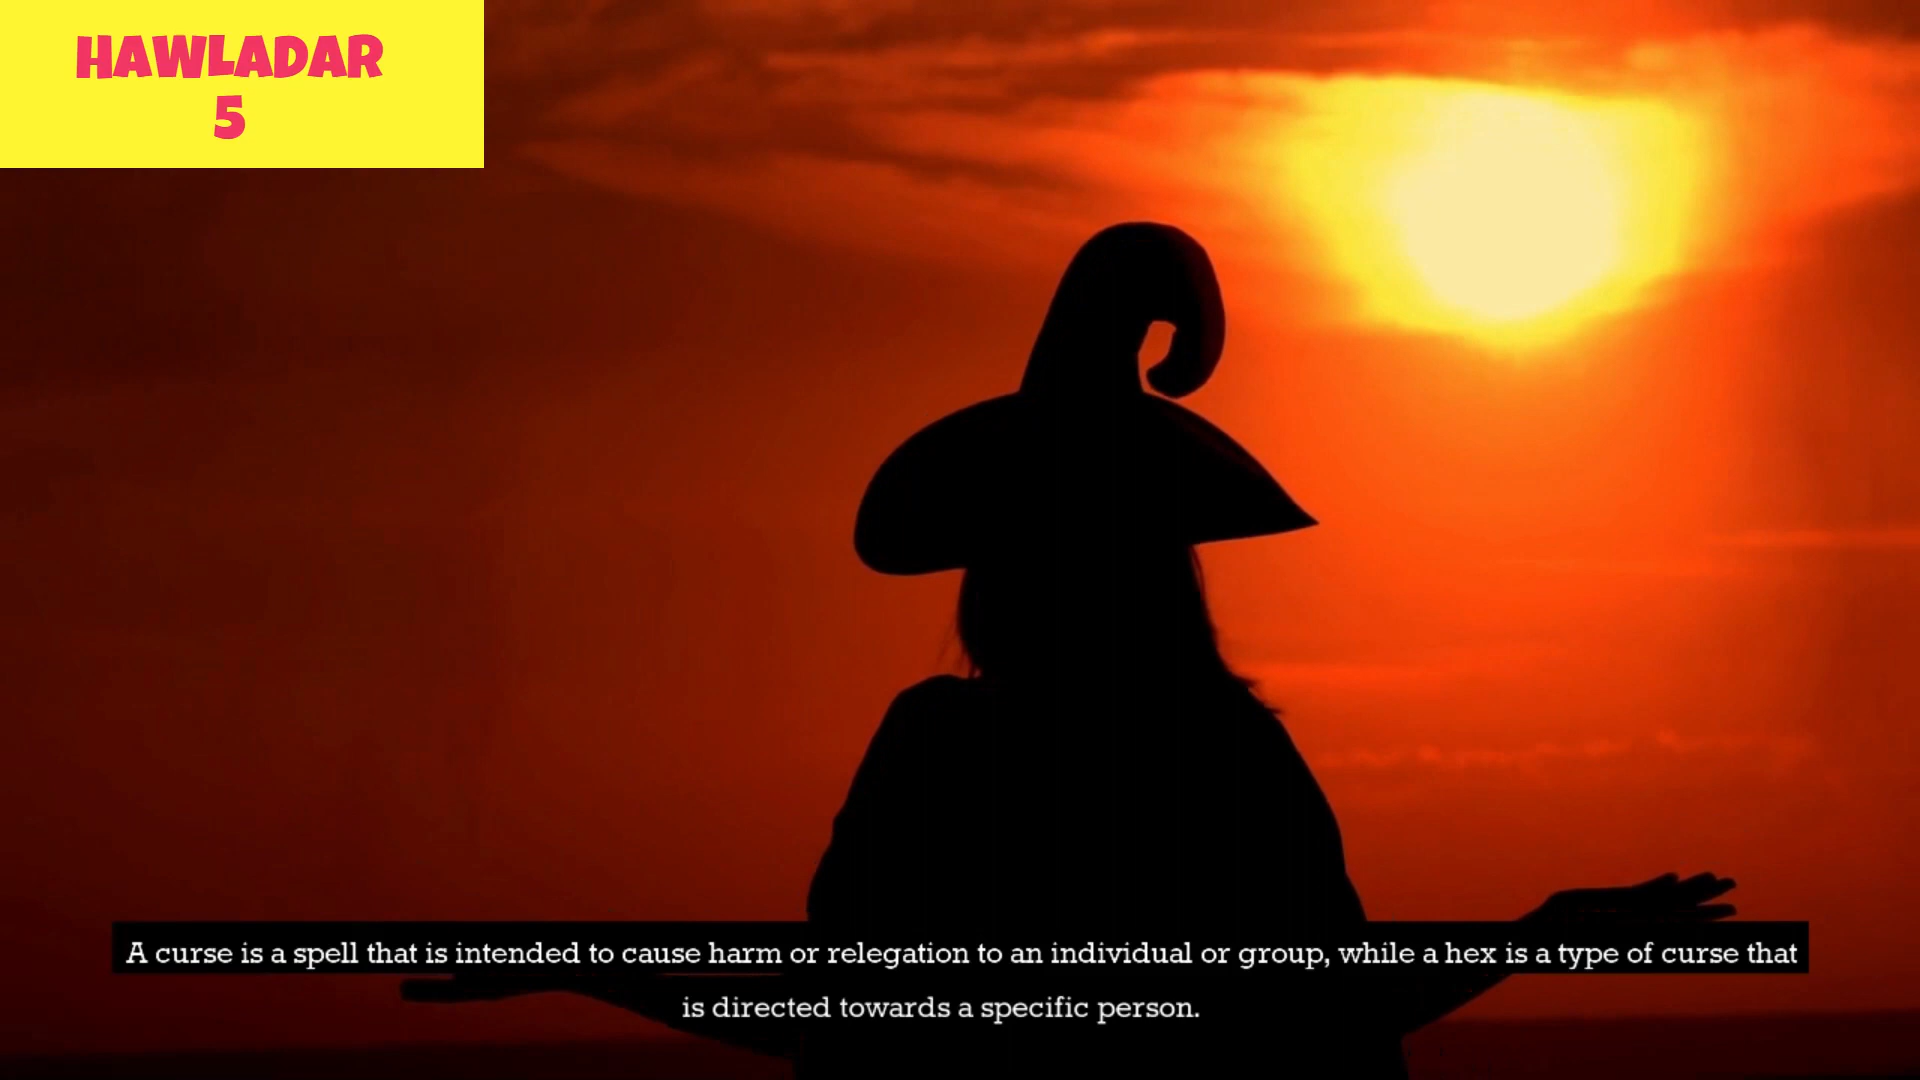 HAWLADAR
5
A curse is a spell that is intended to cause harm or relegation to an individual or group, while a hex is a type of curse that
is directed towards a specific person.